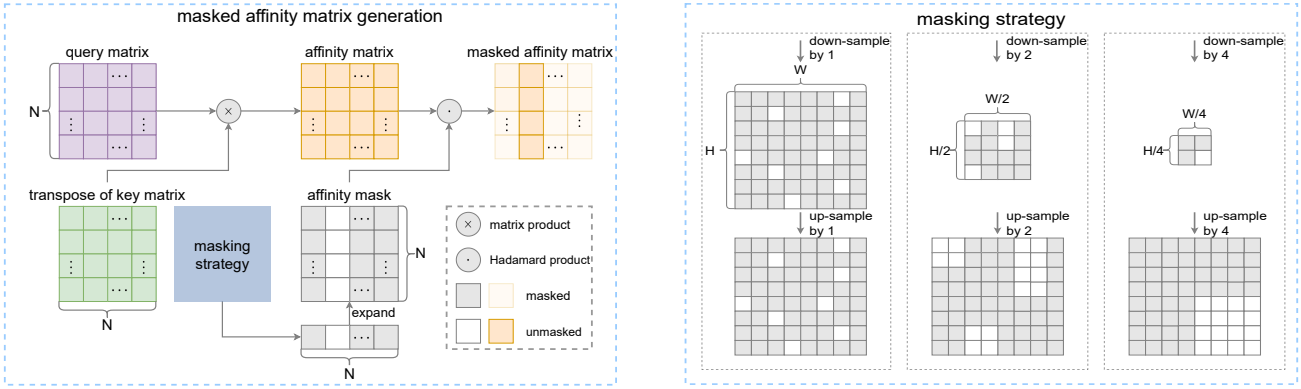 masked affinity matrix generation
query matrix
affinity matrix
masked affinity matrix
N
...
...
...
...
...
...
×
·
transpose of key matrix
affinity mask
masking
strategy
N
...
...
...
...
expand
...
N
N
× matrix product
· Hadamard product
masked
unmasked
masking strategy
down-sample
by 1
down-sample
by 2
down-sample
by 4
W
H
W/2
H/2
W/4
H/4
up-sample
by 1
up-sample
by 2
up-sample
by 4